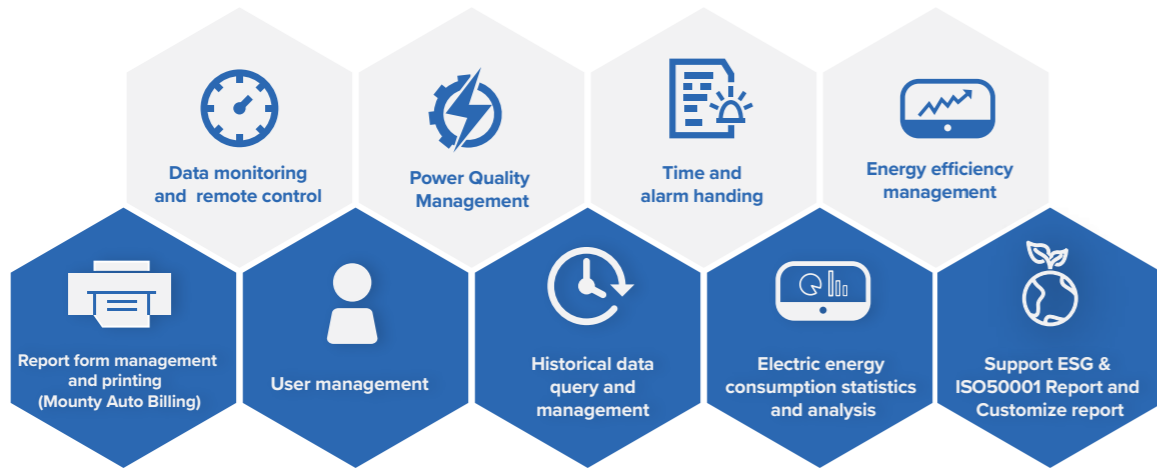 Data monitoring
and remote control
Power Quality
Management
Time and
alarm handing
Energy efficiency
management
Report form management
and printing
(Mounty Auto Billing)
User management
Historical data
query and
management
Electric energy
consumption statistics
and analysis
Support ESG &
ISO50001 Report and
Customize report